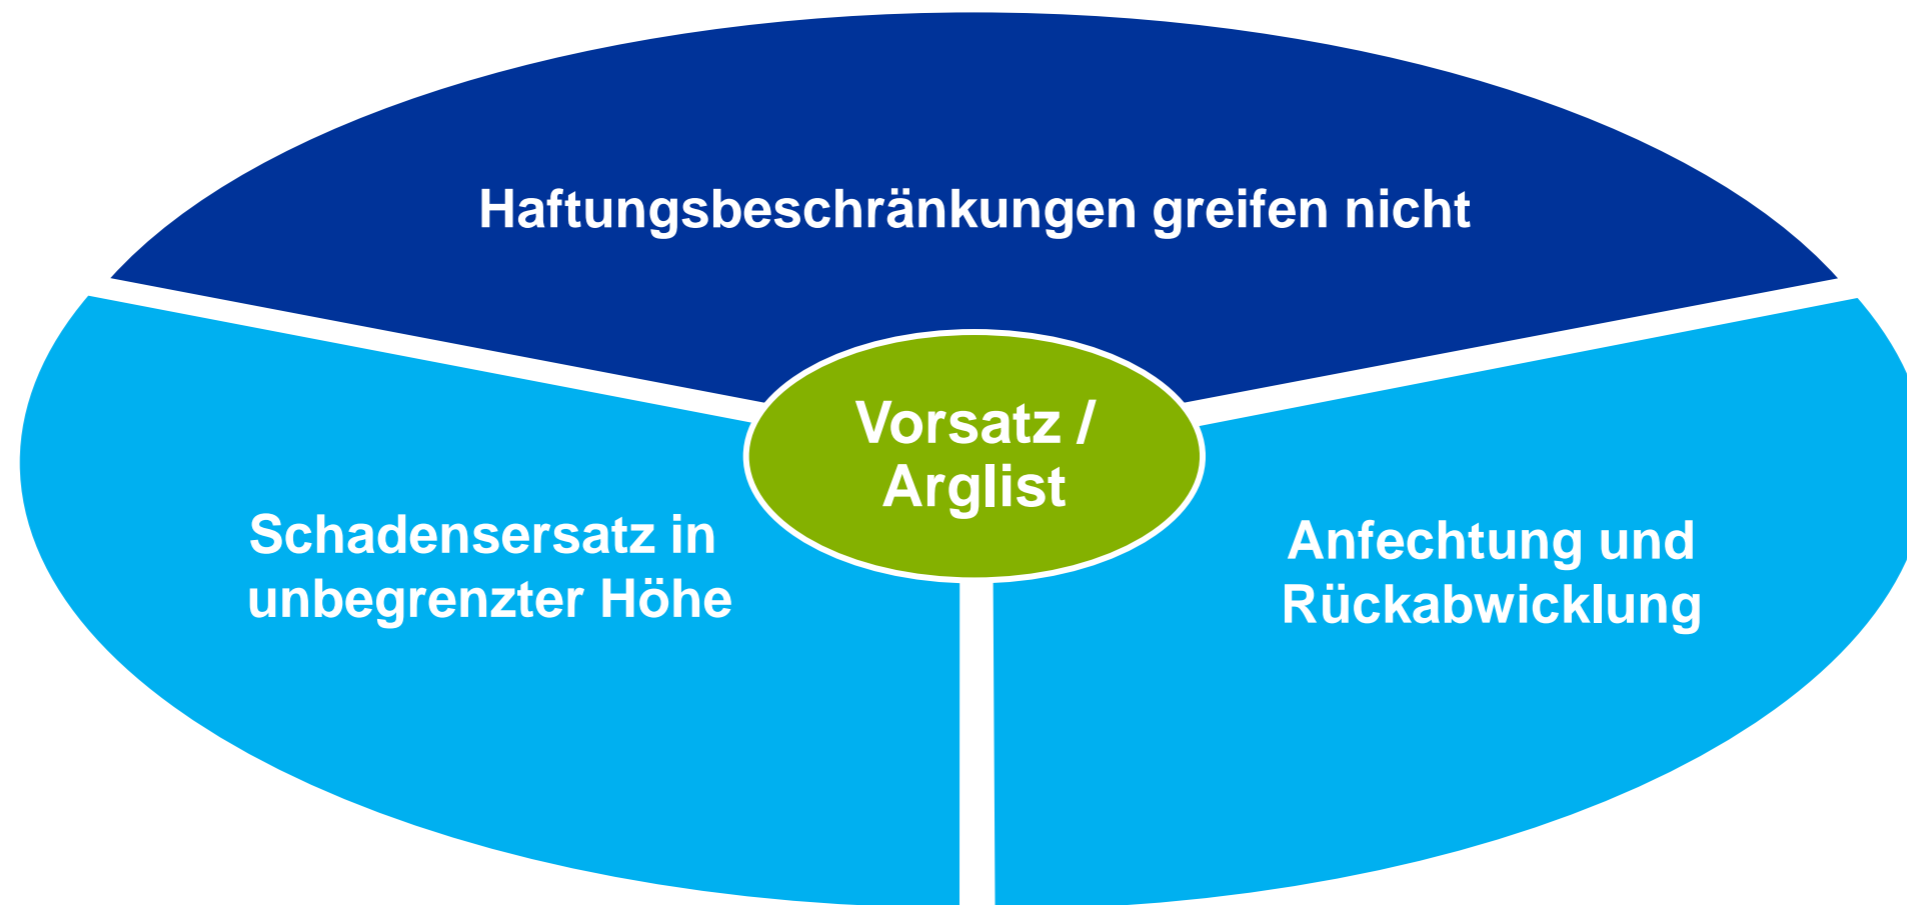 Haftungsbeschränkungen greifen nicht
Vorsatz /
Arglist
Schadensersatz in
unbegrenzter Höhe
Anfechtung und
Rückabwicklung